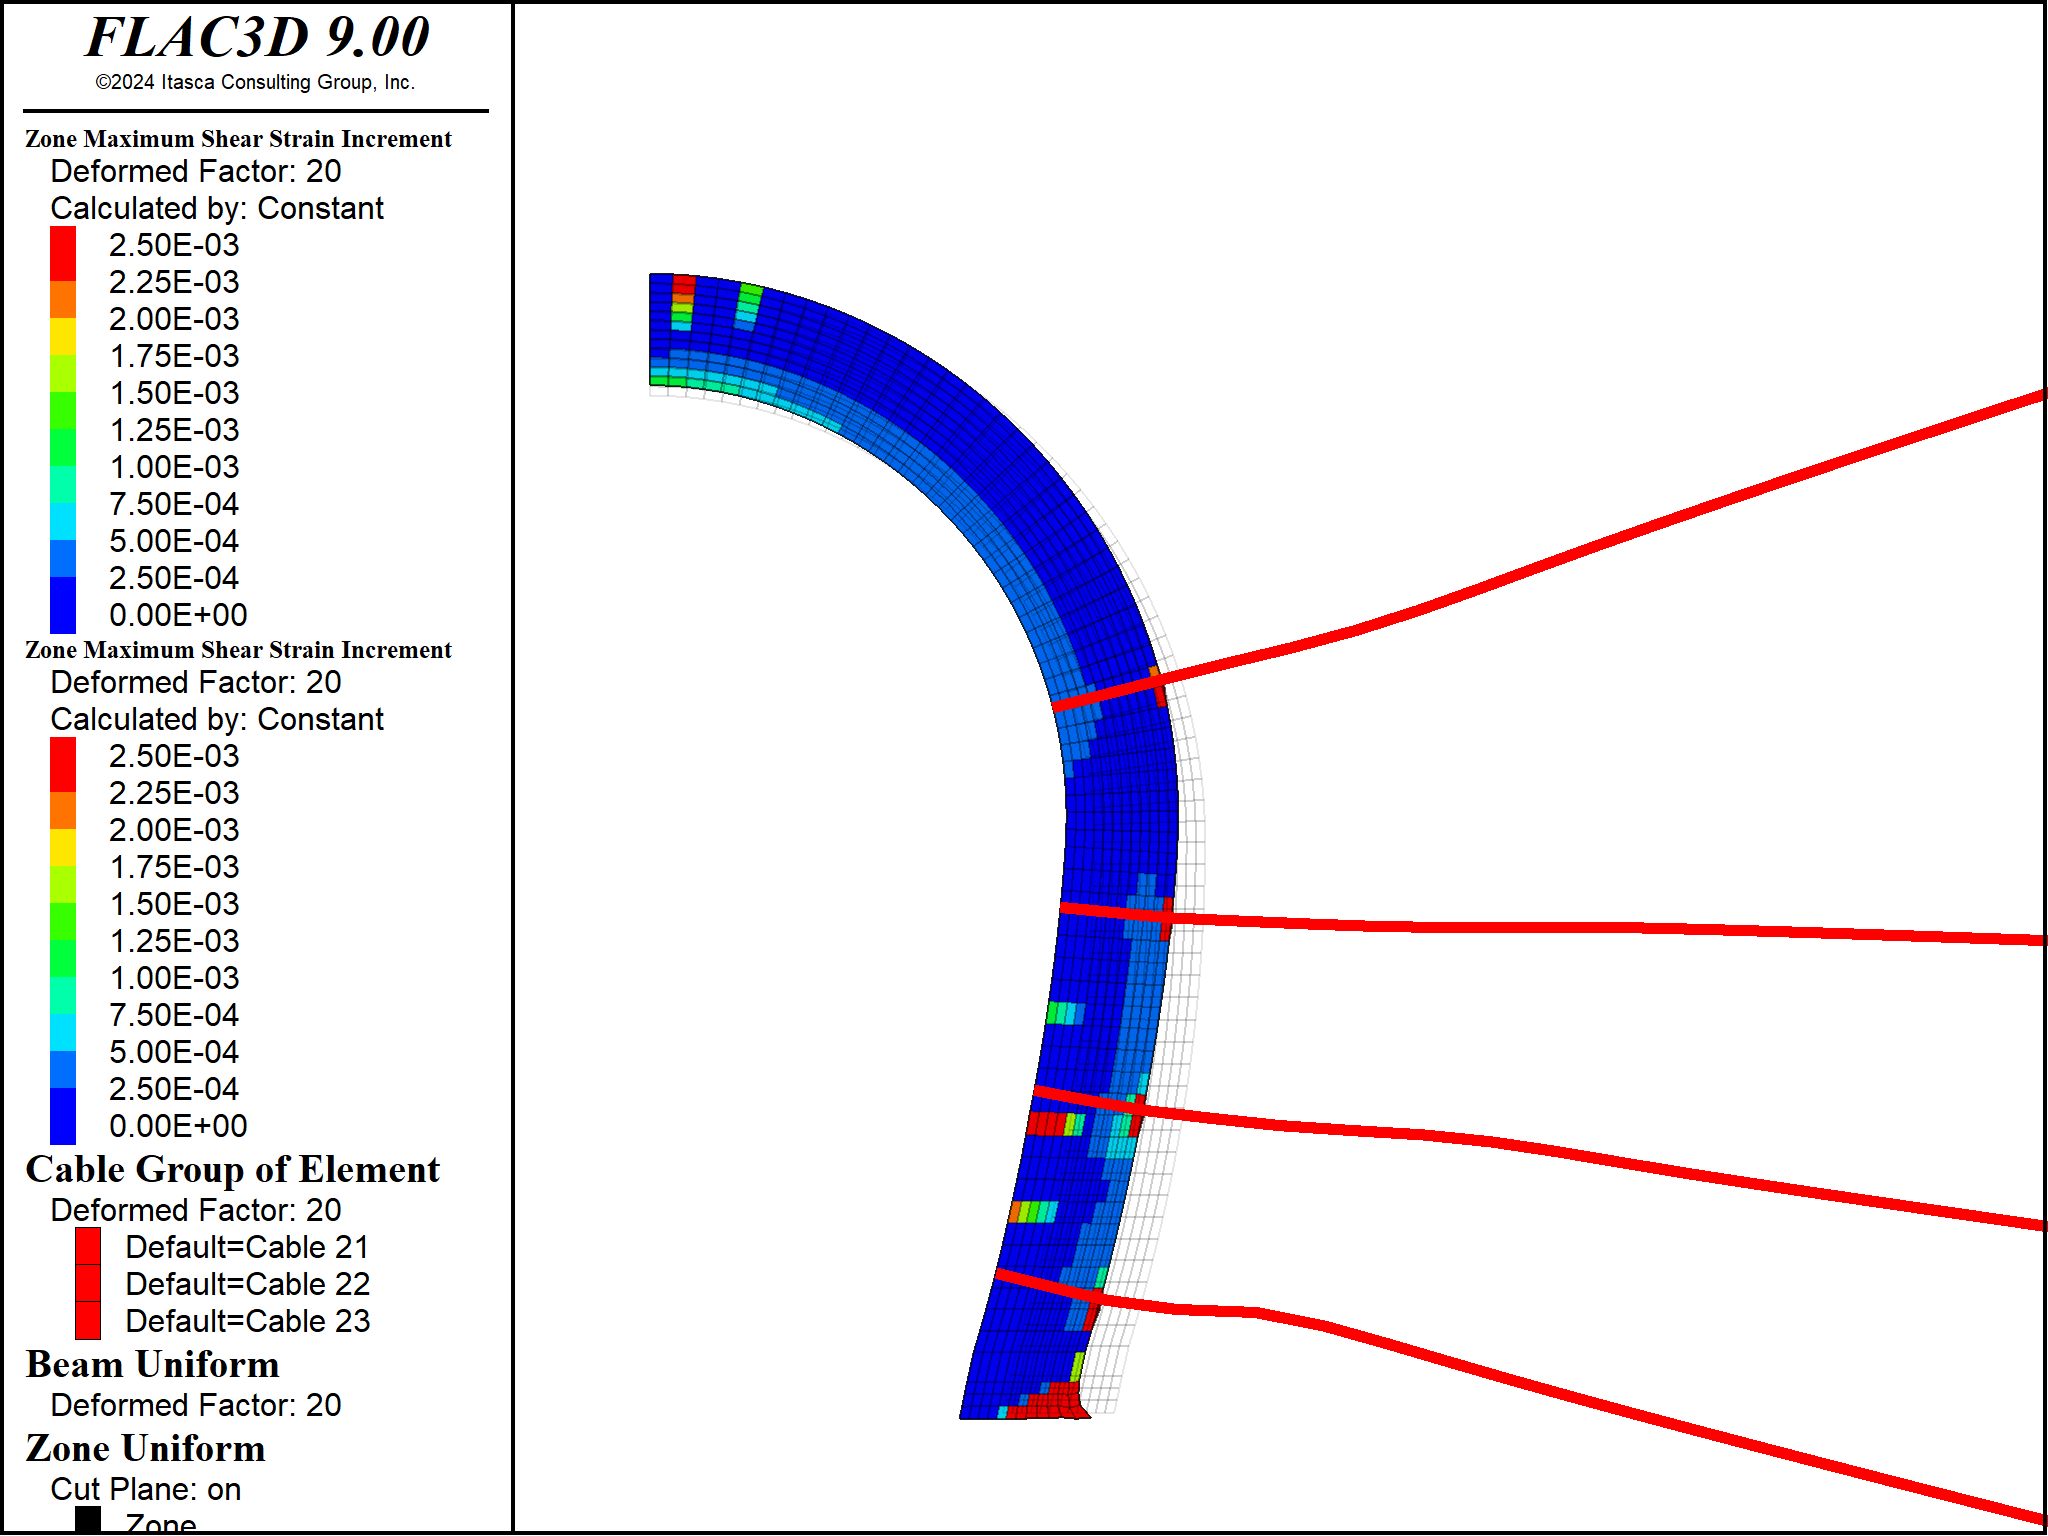 FLAC3D 9.00
©2024 Itasca Consulting Group, Inc.
Zone Maximum Shear Strain Increment
Deformed Factor: 20
Calculated by: Constant
2.50E-03
2.25E-03
2.00E-03
1.75E-03
1.50E-03
1.25E-03
1.00E-03
7.50E-04
5.00E-04
2.50E-04
0.00E+00
Zone Maximum Shear Strain Increment
Deformed Factor: 20
Calculated by: Constant
2.50E-03
2.25E-03
2.00E-03
1.75E-03
1.50E-03
1.25E-03
1.00E-03
7.50E-04
5.00E-04
2.50E-04
0.00E+00
Cable Group of Element
Deformed Factor: 20
Default=Cable 21
Default=Cable 22
Default=Cable 23
Beam Uniform
Deformed Factor: 20
Zone Uniform
Cut Plane: on
Zone